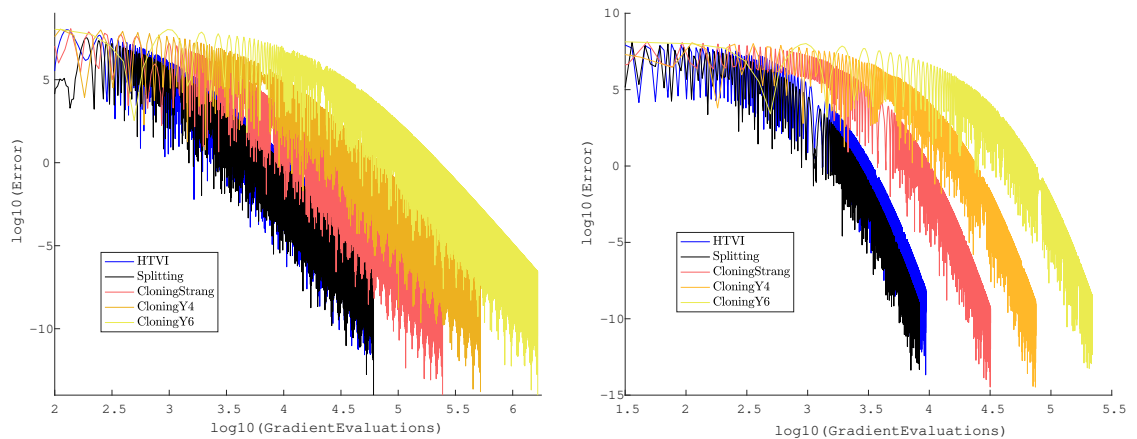 5
0
−5
−10
2
2.5
3
3.5
4
4.5
5
5.5
6
log10(GradientEvaluations)
log10(Error)
HTVI
Splitting
CloningStrang
CloningY4
CloningY6
10
5
0
−5
−10
−15
1.5
2
2.5
3
3.5
4
4.5
5
5.5
log10(GradientEvaluations)
log10(Error)
HTVI
Splitting
CloningStrang
CloningY4
CloningY6